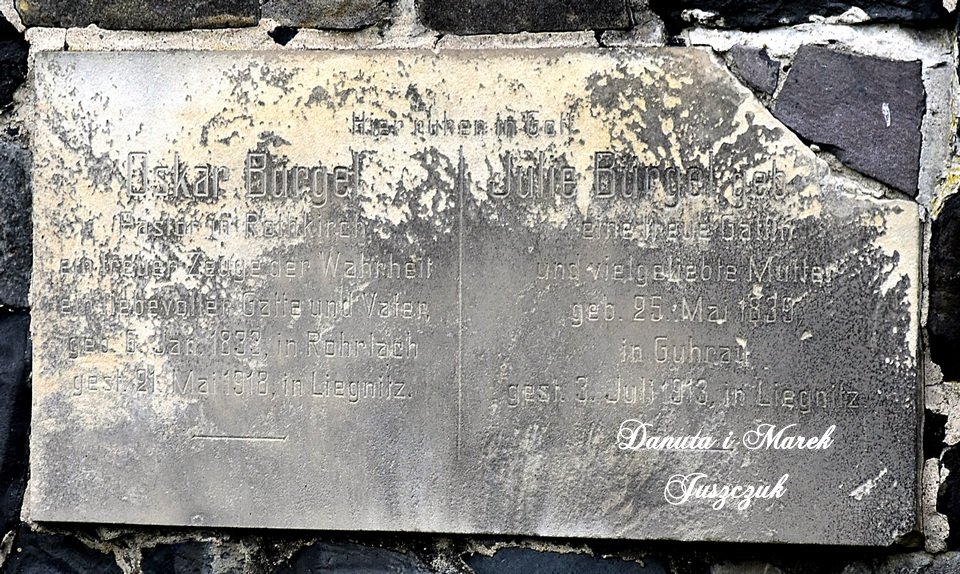 Hier ruhen in Gott
Oskar Bürgel
Pastor in Rothkirch
ein treuer Zeuge der Wahrheit
ein liebevoller Gatte und Vater,
geb. 6. Jan. 1833, in Rohrlach
gest. 21. Mai 1918, in Liegnitz.
Julie Bürgel geb.
eine treue Gattin
und vielgeliebte Mutter
geb. 25. Mai 1839
in Guhrau
gest. 3. Juli 1913, in Liegnitz
Danuta i Marek
Juszczuk